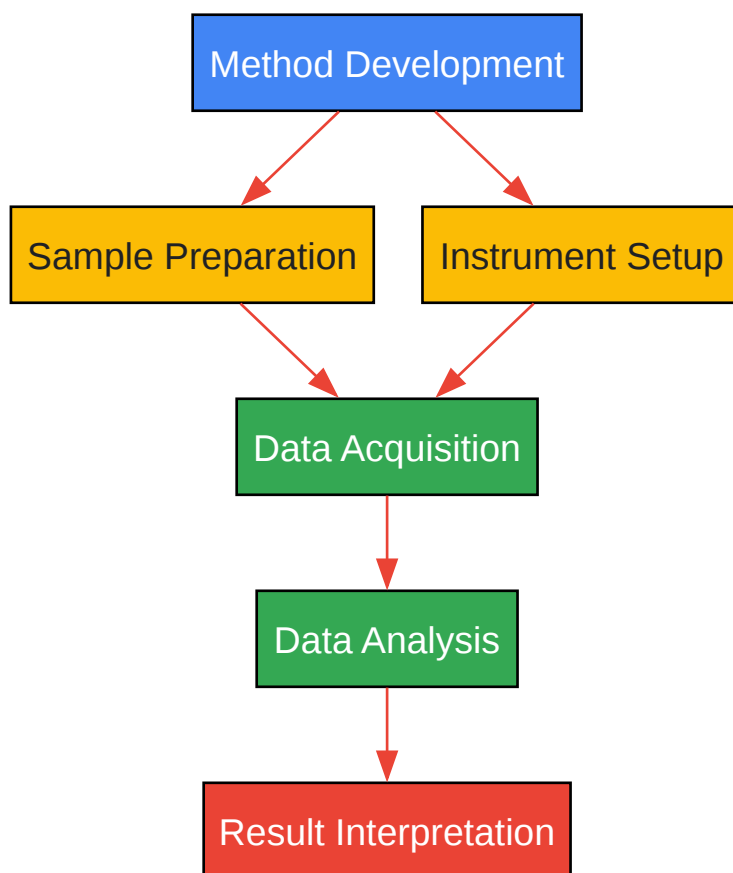 Method Development
Sample Preparation
Instrument Setup
Data Acquisition
Data Analysis
Result Interpretation